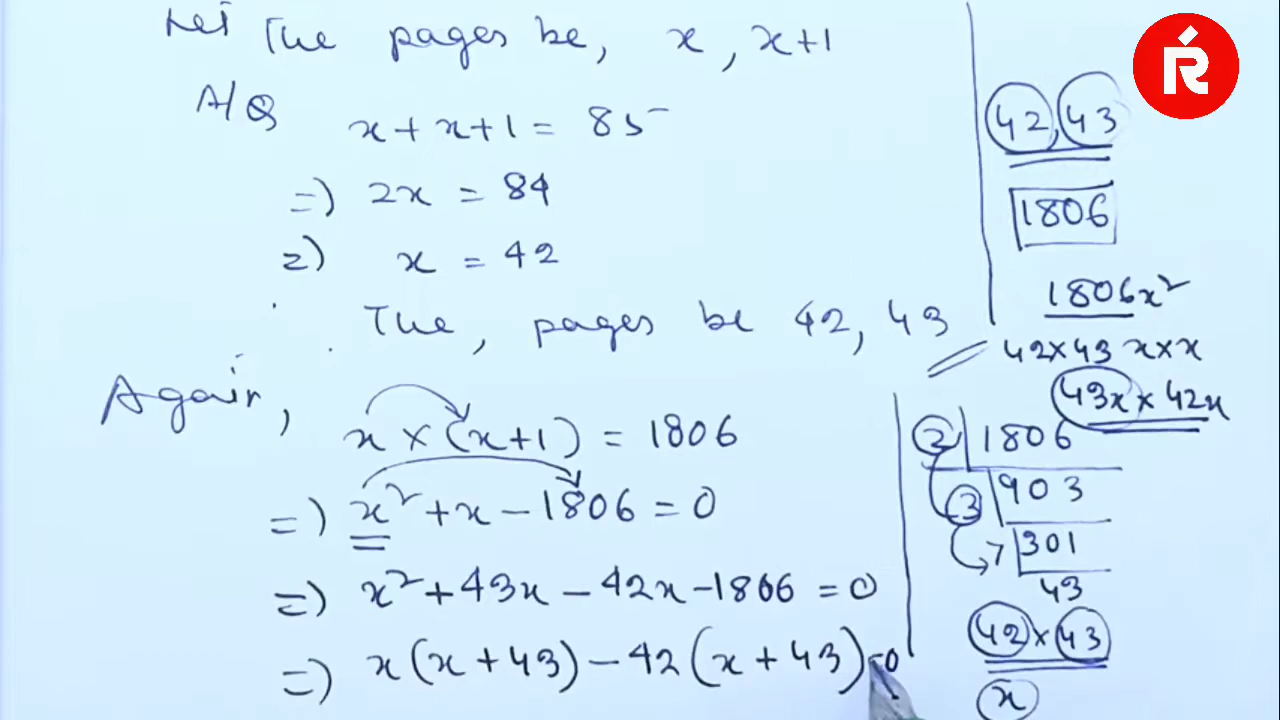 Let The pages be, x, x+1
A/Q
x+x+1 = 85
=) 2x = 84
=) x = 42
The, pages be 42, 43
Again,
x × (x+1) = 1806
=) x² + x - 1806 = 0
=) x² + 43x - 42x - 1806 = 0
=) x(x+43) - 42(x+43) = 0
R
42, 43
1806
1806x²
42×43 x×x
43x × 42x
2 | 1806
3 | 903
7 | 301
43
42 × 43
x